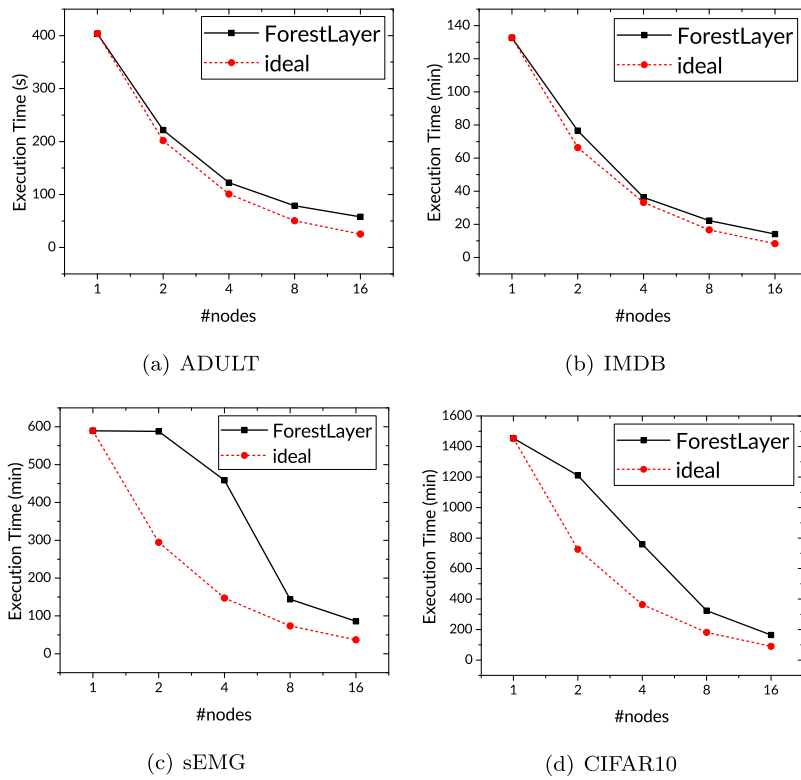 400
300
200
100
0
Execution Time (s)
ForestLayer
ideal
1 2 4 8 16
#nodes
(a) ADULT
140
120
100
80
60
40
20
0
Execution Time (min)
ForestLayer
ideal
1 2 4 8 16
#nodes
(b) IMDB
600
500
400
300
200
100
0
Execution Time (min)
ForestLayer
ideal
1 2 4 8 16
#nodes
(c) sEMG
1600
1400
1200
1000
800
600
400
200
0
Execution Time (min)
ForestLayer
ideal
1 2 4 8 16
#nodes
(d) CIFAR10